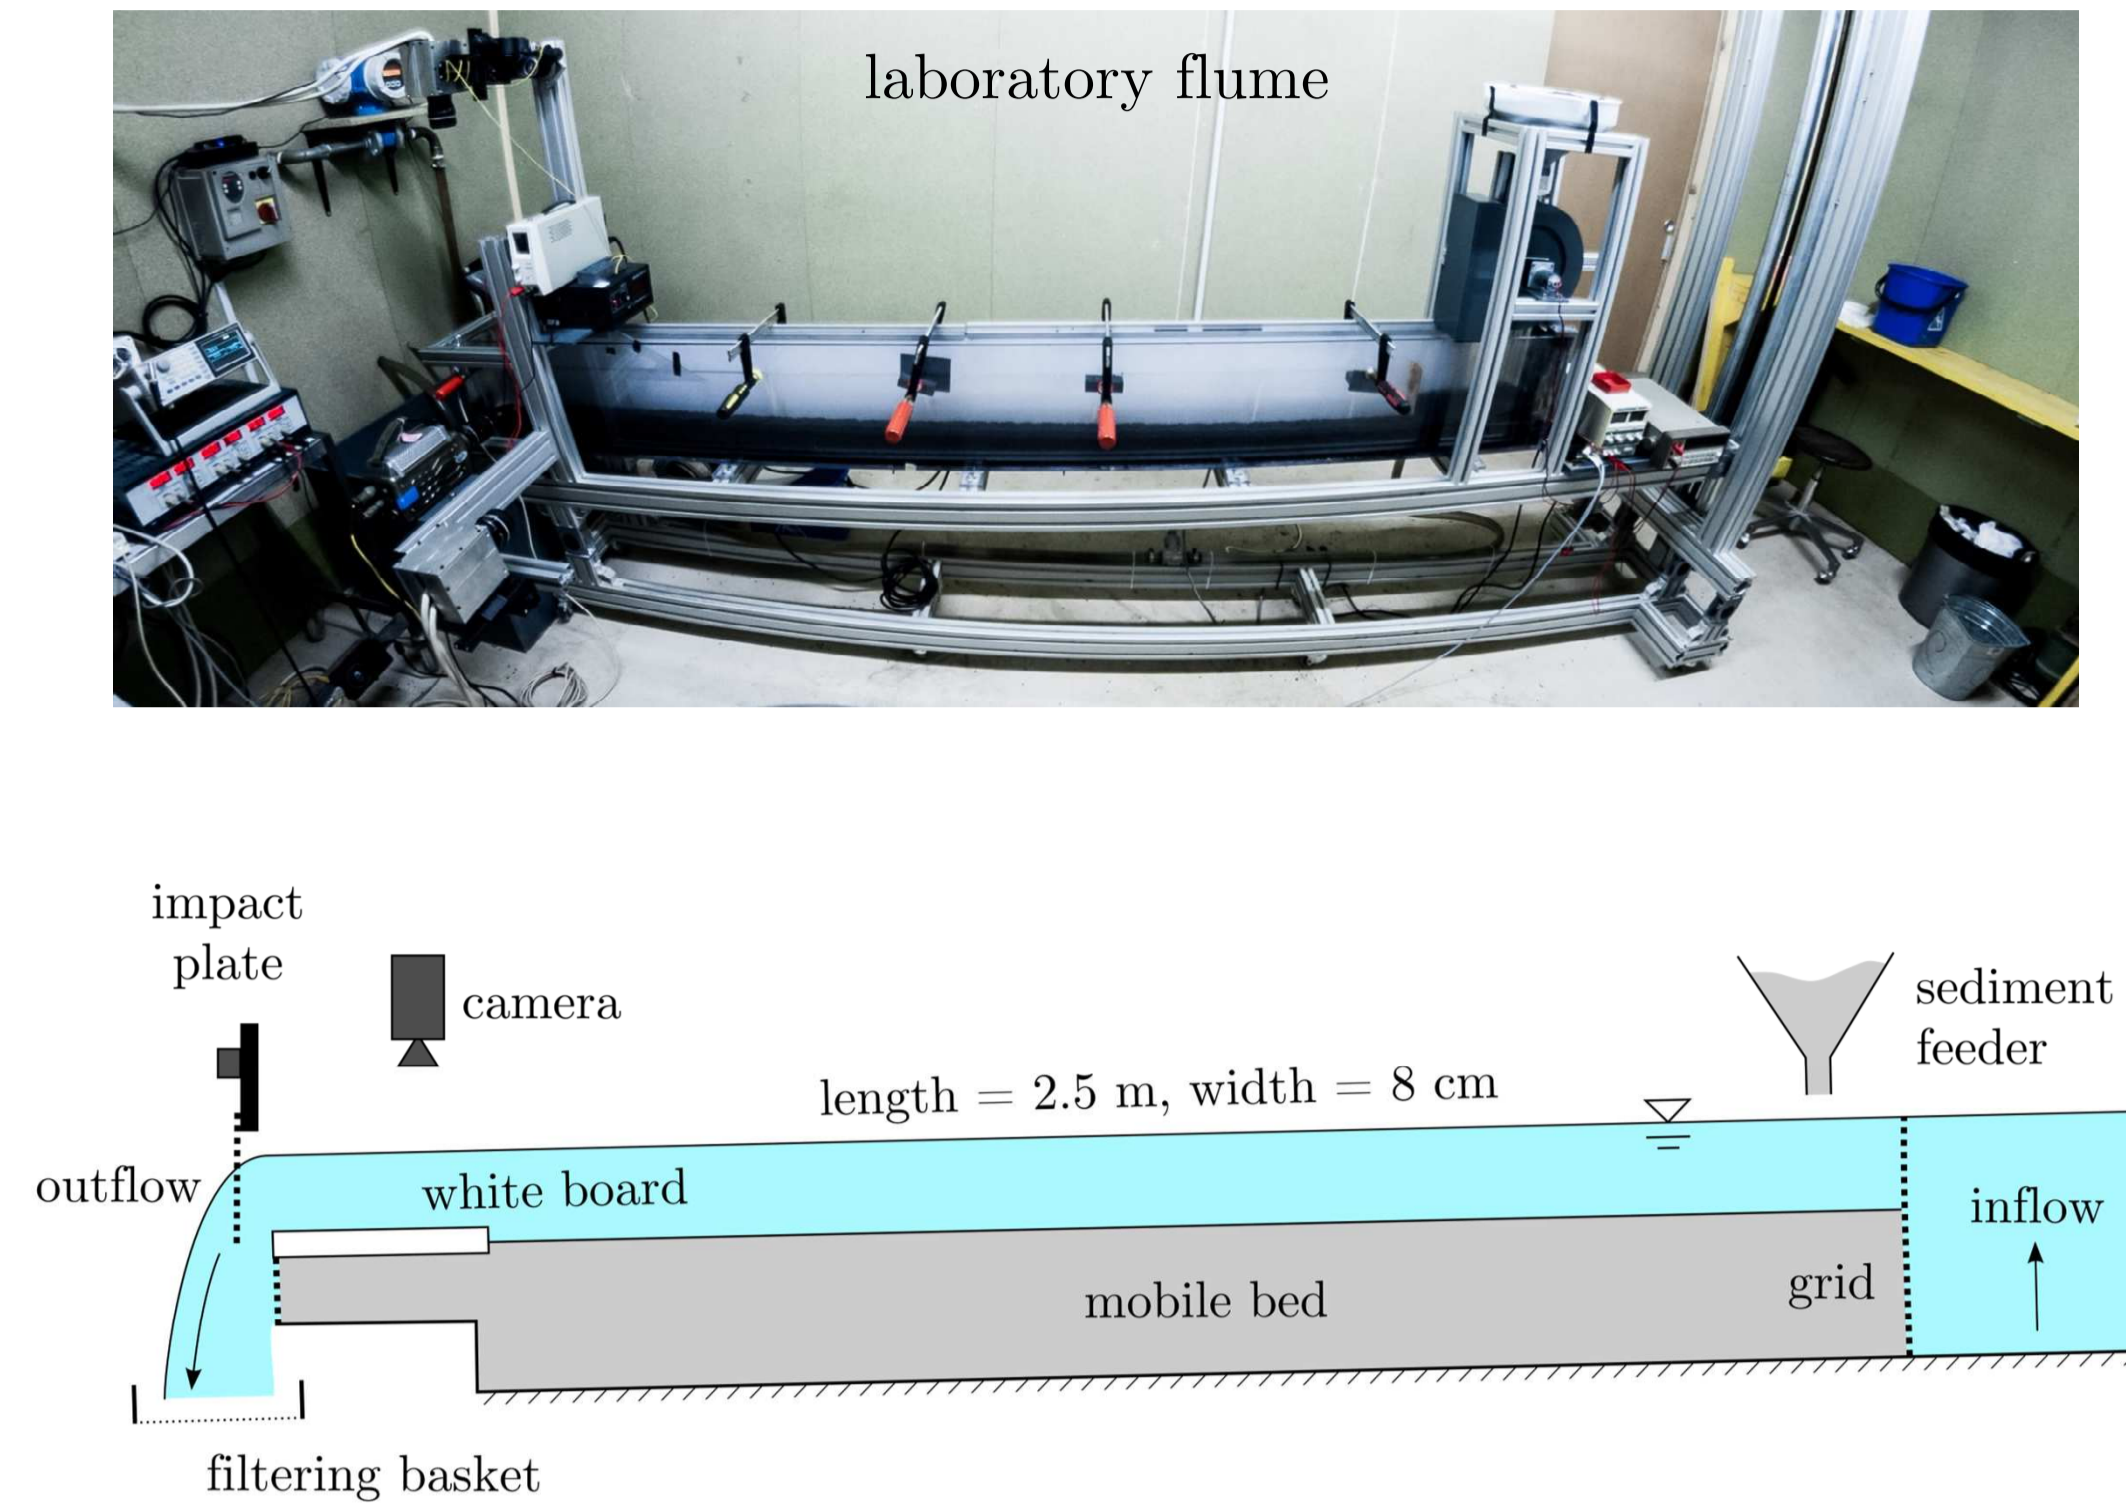 laboratory flume
impact
plate
camera
sediment
feeder
length = 2.5 m, width = 8 cm
outflow
white board
inflow
mobile bed
grid
filtering basket